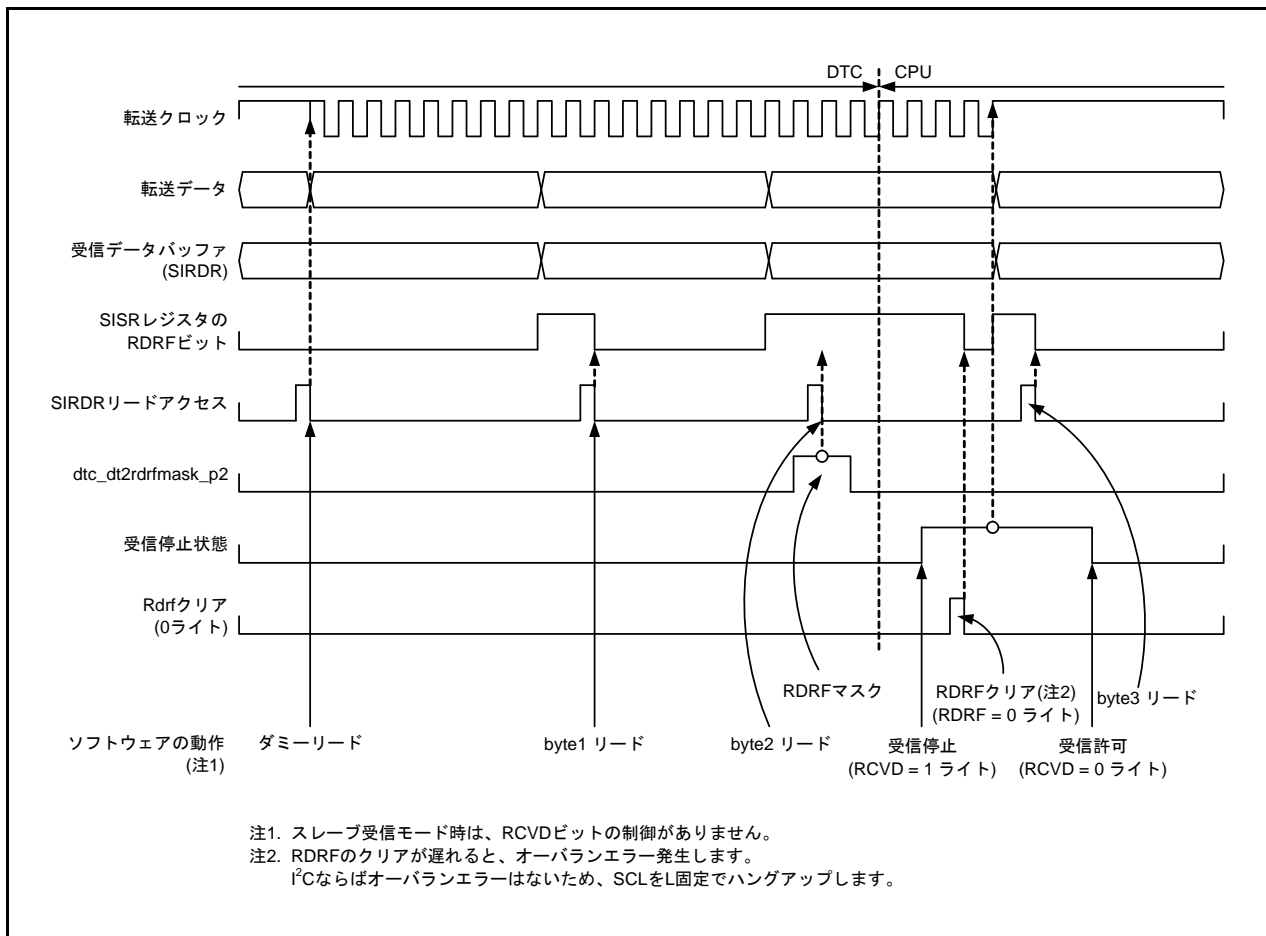 DTC CPU
転送クロック
転送データ
受信データバッファ
(SIRDR)
SISRレジスタの
RDRFビット
SIRDRリードアクセス
dtc_dt2rdrfmask_p2
受信停止状態
Rdrfクリア
(0ライト)
RDRFマスク
RDRFクリア(注2)
(RDRF = 0 ライト)
byte3 リード
ソフトウェアの動作
(注1)
ダミーリード
byte1 リード
byte2 リード
受信停止
(RCVD = 1 ライト)
受信許可
(RCVD = 0 ライト)
注1. スレーブ受信モード時は、RCVDビットの制御がありません。
注2. RDRFのクリアが遅れると、オーバランエラー発生します。
I²Cならばオーバランエラーはないため、SCLをL固定でハングアップします。